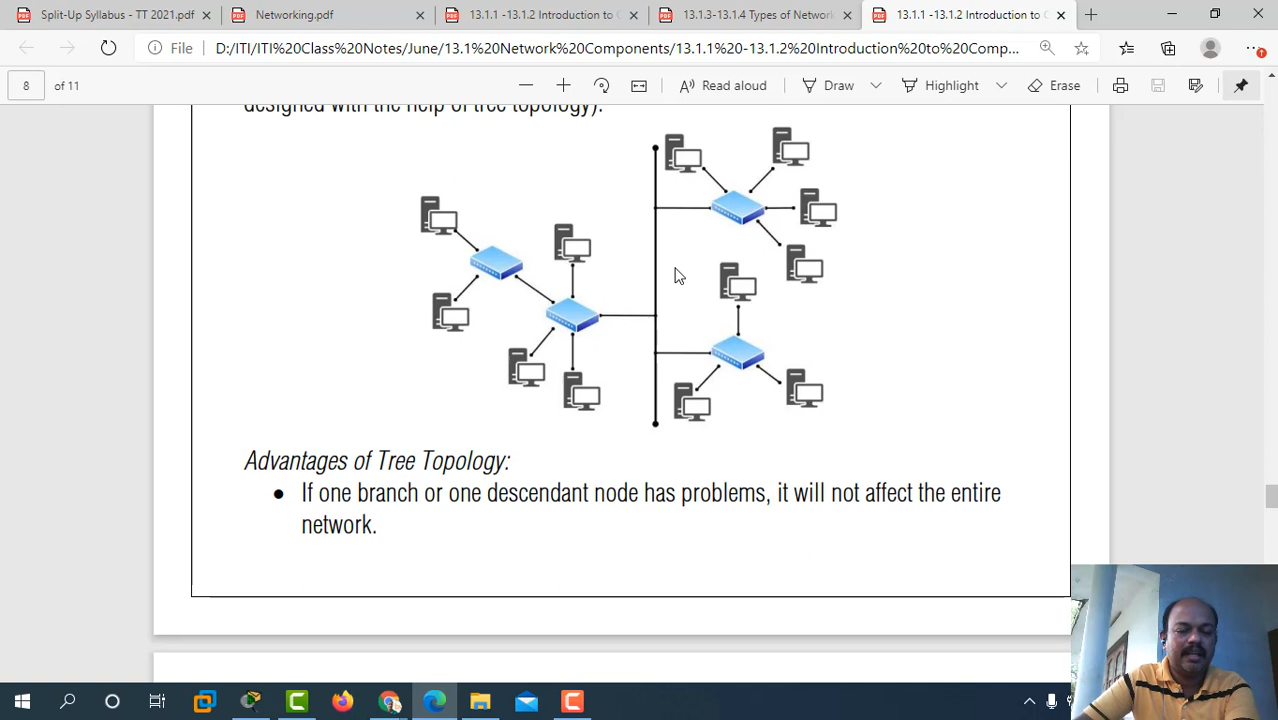 Split-Up Syllabus - TT 2021.pdf
Networking.pdf
13.1.1 -13.1.2 Introduction to C
13.1.3-13.1.4 Types of Network
13.1.1 -13.1.2 Introduction to C
File
D:/ITI/ITI%20Class%20Notes/June/13.1%20Network%20Components/13.1.1%20-13.1.2%20Introduction%20to%20Comp...
8 of 11
Read aloud
Draw
Highlight
Erase
designed with the help of tree topology).
Advantages of Tree Topology:
● If one branch or one descendant node has problems, it will not affect the entire
network.